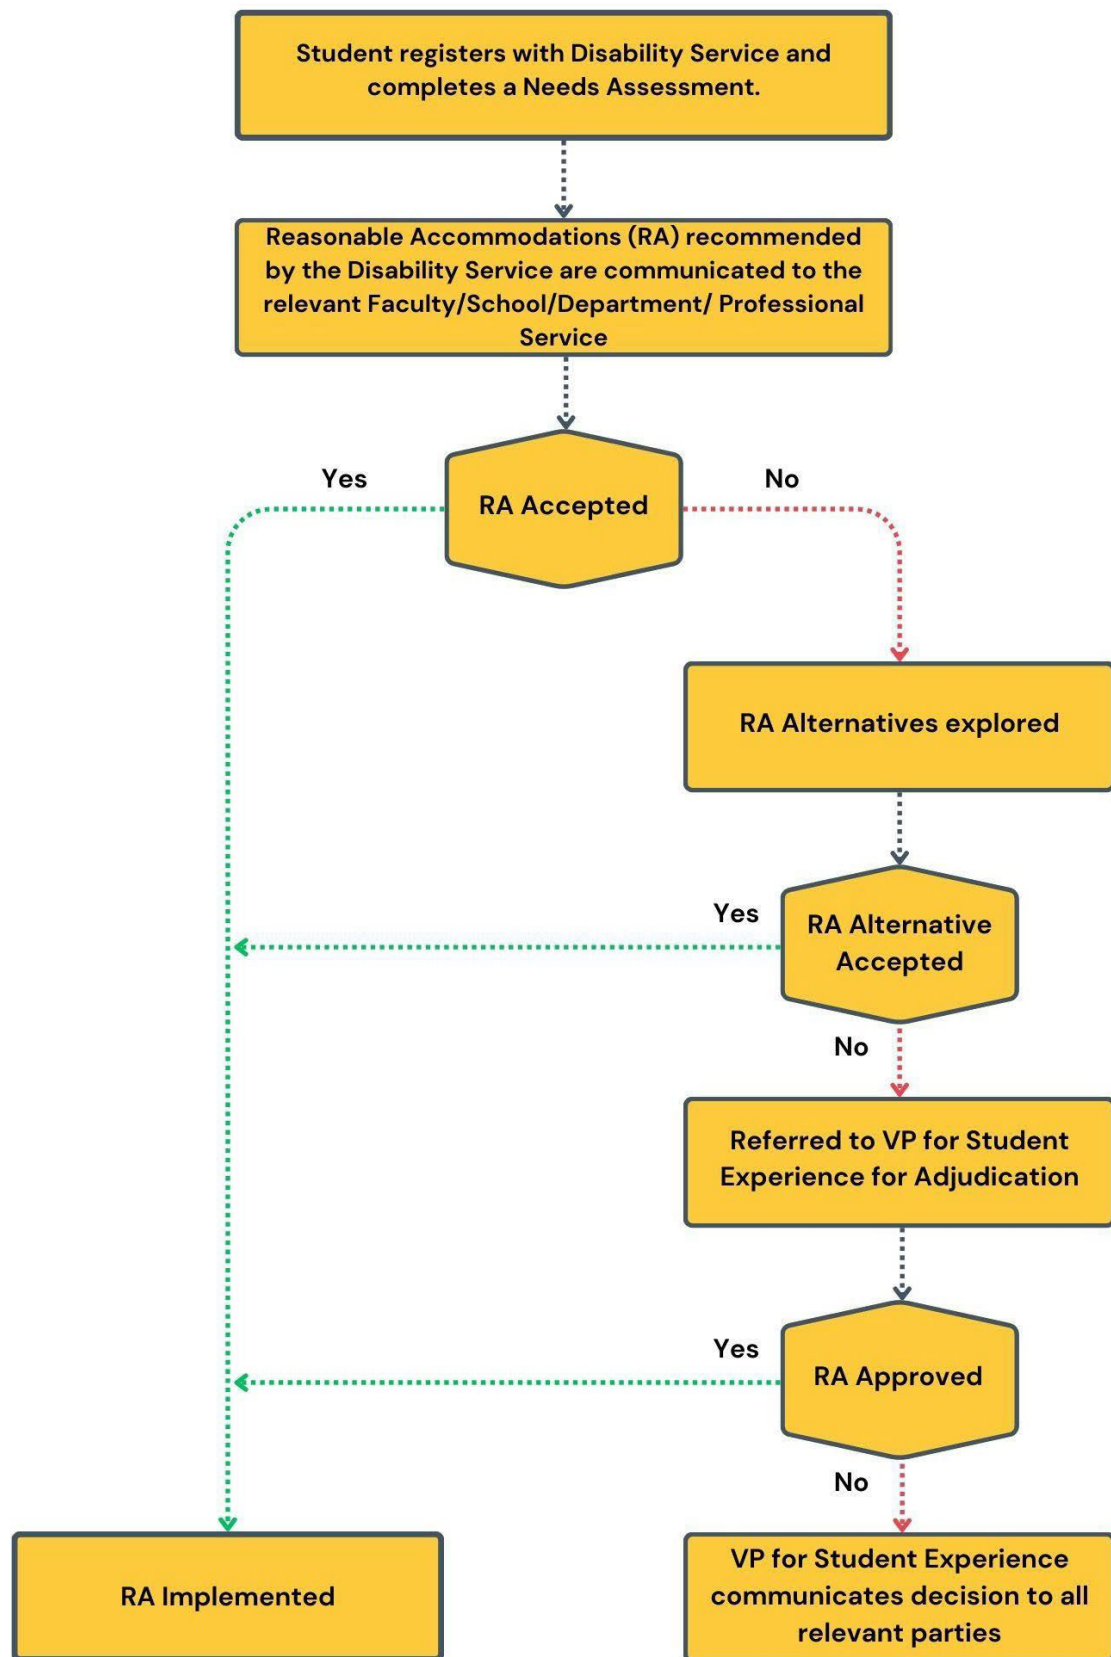 Student registers with Disability Service and
completes a Needs Assessment.
Reasonable Accommodations (RA) recommended
by the Disability Service are communicated to the
relevant Faculty/School/Department/ Professional
Service
Yes
RA Accepted
No
RA Alternatives explored
Yes
RA Alternative
Accepted
No
Referred to VP for Student
Experience for Adjudication
Yes
RA Approved
No
RA Implemented
VP for Student Experience
communicates decision to all
relevant parties